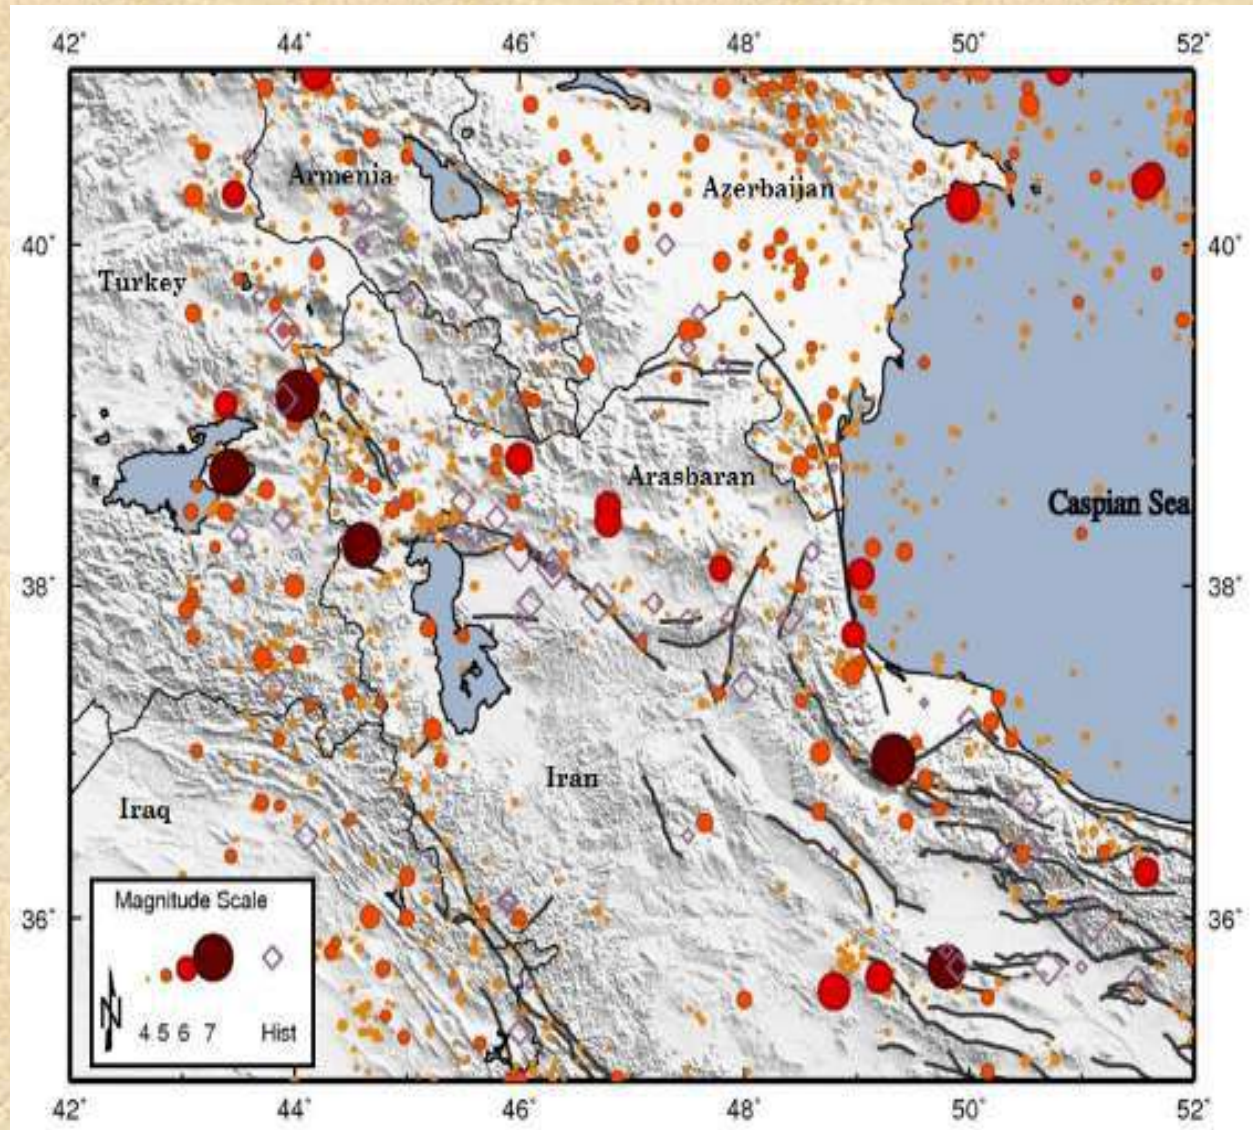 42° 44° 46° 48° 50° 52°
Armenia
Azerbaijan
40° 40°
Turkey
Arasbaran
Caspian Sea
38° 38°
Iran
Iraq
Magnitude Scale
36° 36°
N
4 5 6 7 Hist
42° 44° 46° 48° 50° 52°